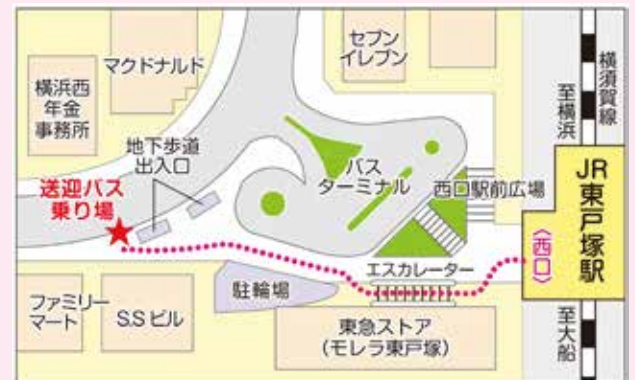 マクドナルド
横浜西
年金
事務所
地下歩道
出入口
送迎バス
乗り場
セブン
イレブン
バス
ターミナル
西口駅前広場
横須賀線
至横浜
JR東戸塚駅
〈西口〉
至大船
エスカレーター
駐輪場
ファミリー
マート
S.Sビル
東急ストア
(モレラ東戸塚)